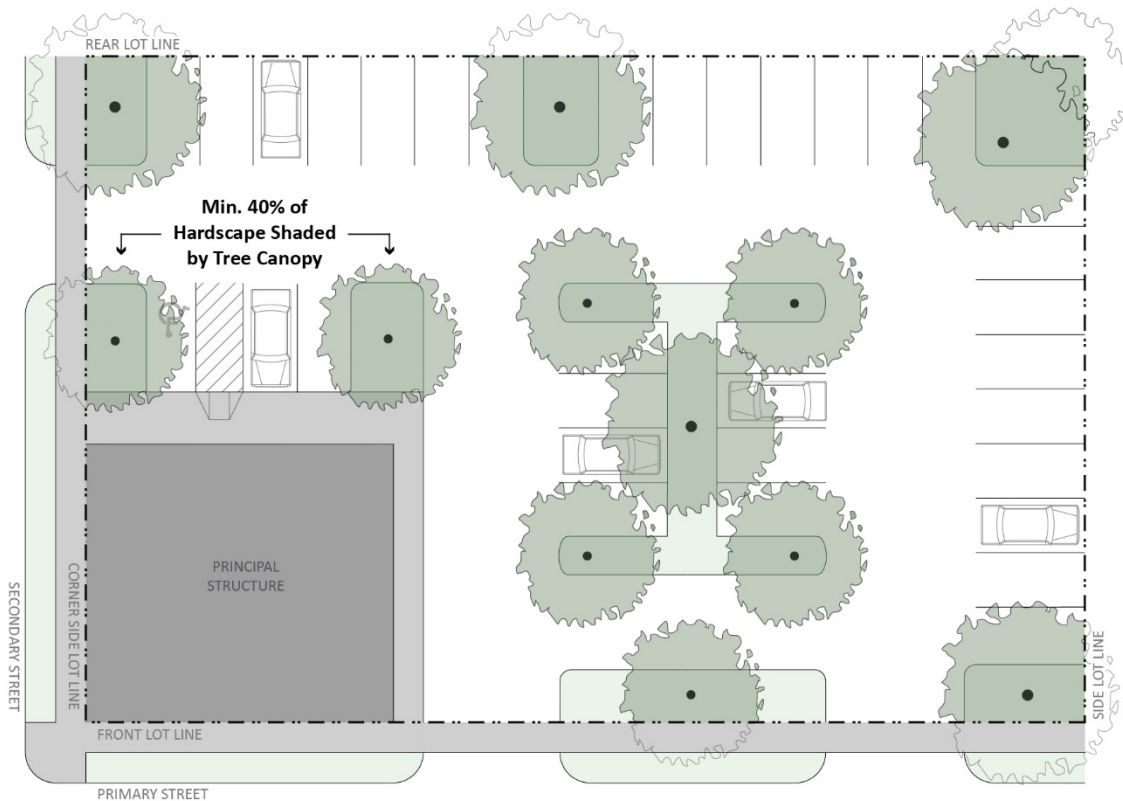 REAR LOT LINE
Min. 40% of
Hardscape Shaded
by Tree Canopy
PRINCIPAL
STRUCTURE
SECONDARY STREET
CORNER SIDE LOT LINE
SIDE LOT LINE
FRONT LOT LINE
PRIMARY STREET